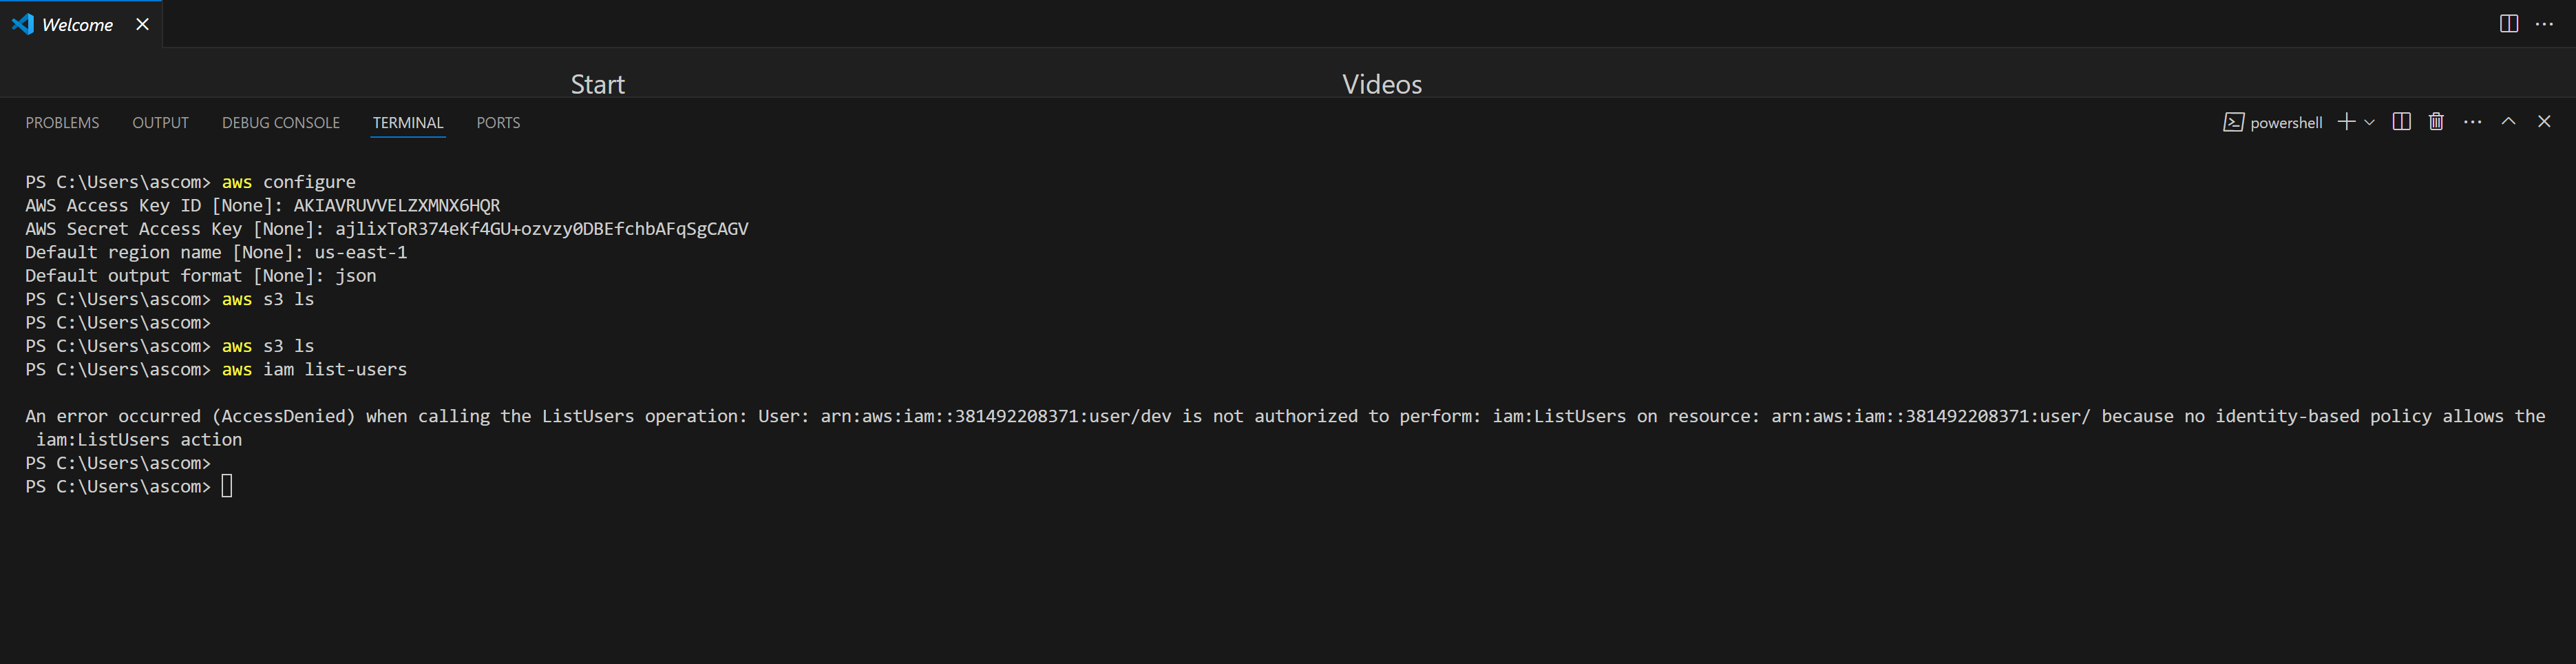 Welcome
Start
Videos
PROBLEMS OUTPUT DEBUG CONSOLE TERMINAL PORTS
powershell
PS C:\Users\ascom> aws configure
AWS Access Key ID [None]: AKIAVRUVVELZXMNX6HQR
AWS Secret Access Key [None]: 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
Default region name [None]: us-east-1
Default output format [None]: json
PS C:\Users\ascom> aws s3 ls
PS C:\Users\ascom>
PS C:\Users\ascom> aws s3 ls
PS C:\Users\ascom> aws iam list-users
An error occurred (AccessDenied) when calling the ListUsers operation: User: arn:aws:iam::381492208371:user/dev is not authorized to perform: iam:ListUsers on resource: arn:aws:iam::381492208371:user/ because no identity-based policy allows the
iam:ListUsers action
PS C:\Users\ascom>
PS C:\Users\ascom>